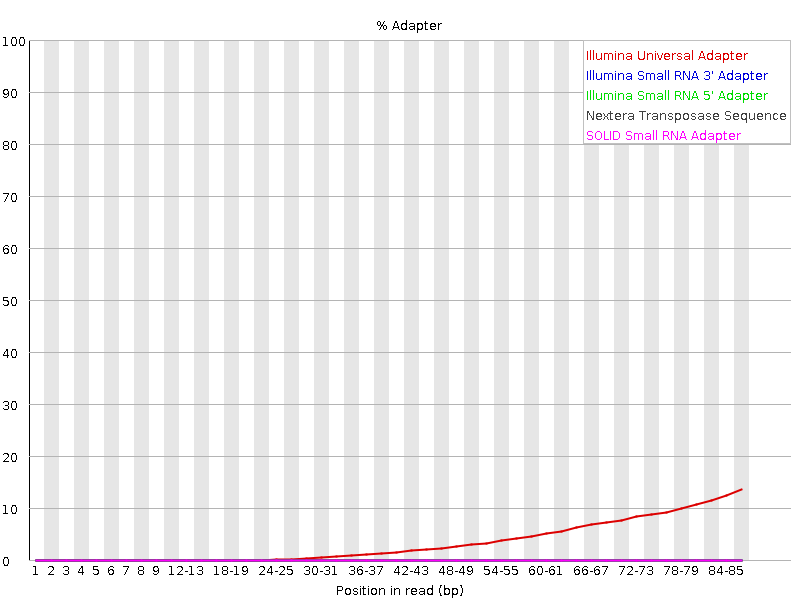 % Adapter
100
90
80
70
60
50
40
30
20
10
0
Illumina Universal Adapter
Illumina Small RNA 3' Adapter
Illumina Small RNA 5' Adapter
Nextera Transposase Sequence
SOLID Small RNA Adapter
1 2 3 4 5 6 7 8 9 12-13 18-19 24-25 30-31 36-37 42-43 48-49 54-55 60-61 66-67 72-73 78-79 84-85
Position in read (bp)